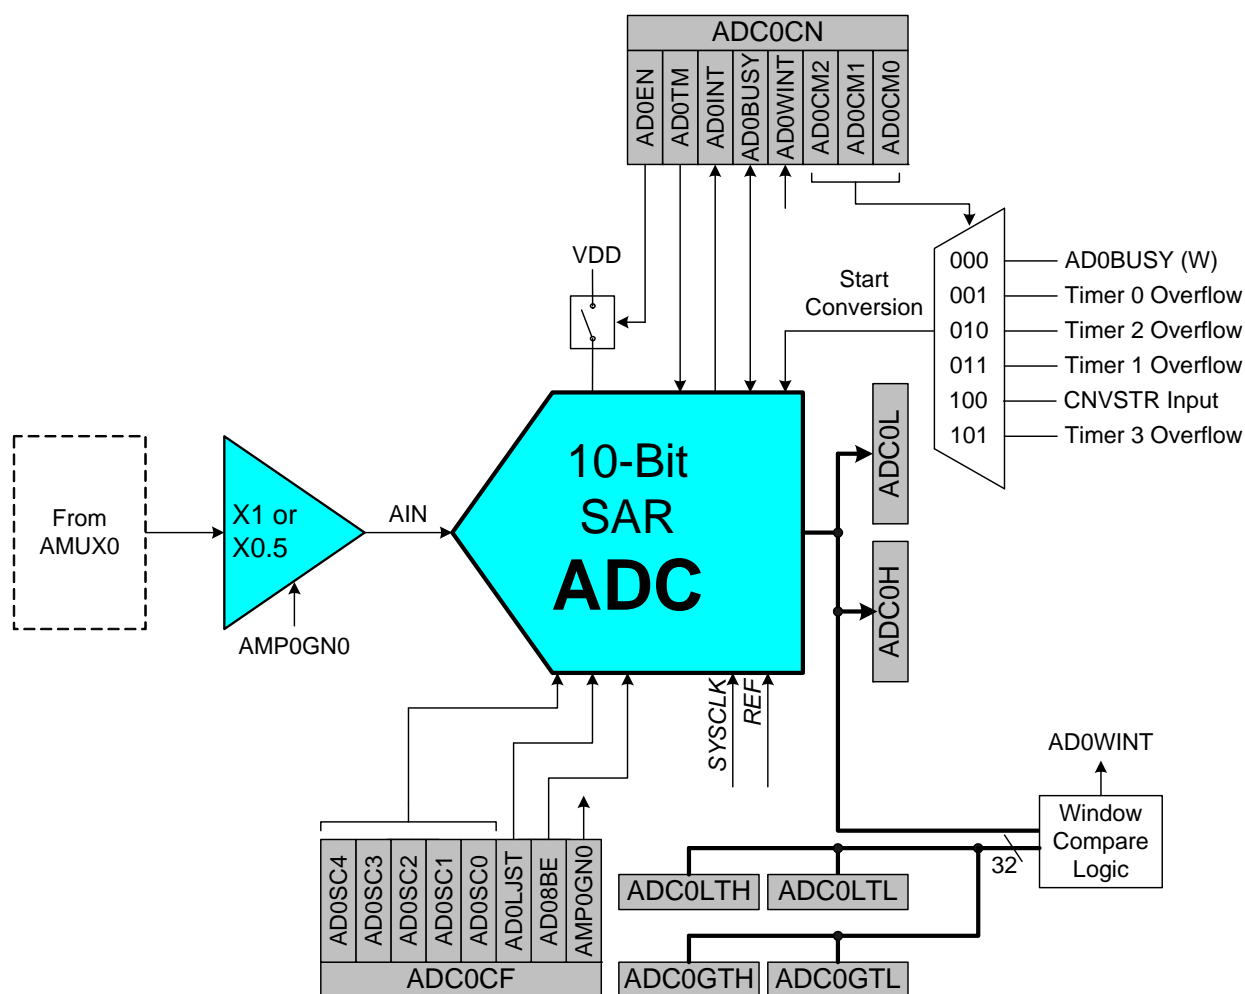 ADC0CN
AD0EN
AD0TM
AD0INT
AD0BUSY
AD0WINT
AD0CM2
AD0CM1
AD0CM0
VDD
Start
Conversion
000
AD0BUSY (W)
001
Timer 0 Overflow
010
Timer 2 Overflow
011
Timer 1 Overflow
100
CNVSTR Input
101
Timer 3 Overflow
From
AMUX0
X1 or
X0.5
AIN
AMP0GN0
10-Bit
SAR
ADC
ADC0L
ADC0H
SYSCLK
REF
AD0WINT
Window
Compare
Logic
32
AD0SC4
AD0SC3
AD0SC2
AD0SC1
AD0SC0
AD0LJST
AD08BE
AMP0GN0
ADC0CF
ADC0LTH
ADC0LTL
ADC0GTH
ADC0GTL